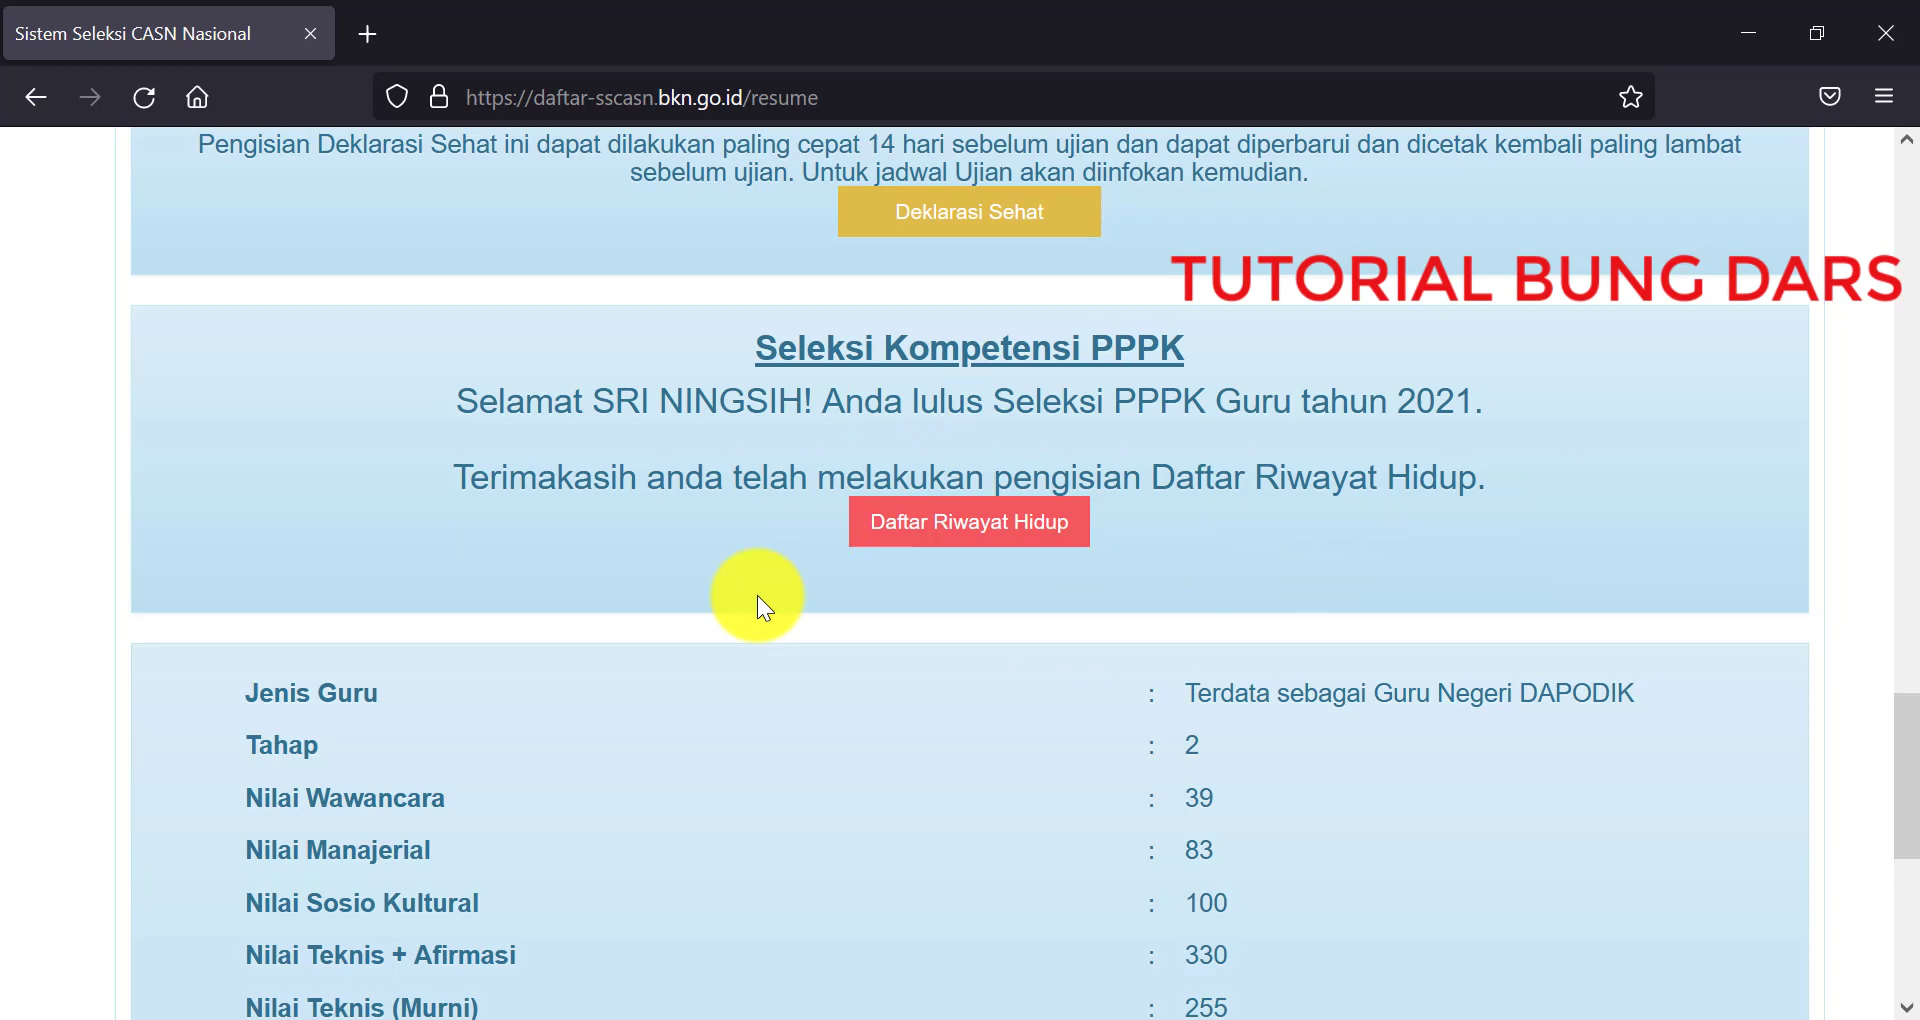 Sistem Seleksi CASN Nasional
https://daftar-sscasn.bkn.go.id/resume
Pengisian Deklarasi Sehat ini dapat dilakukan paling cepat 14 hari sebelum ujian dan dapat diperbarui dan dicetak kembali paling lambat
sebelum ujian. Untuk jadwal Ujian akan diinfokan kemudian.
Deklarasi Sehat
TUTORIAL BUNG DARS
Seleksi Kompetensi PPPK
Selamat SRI NINGSIH! Anda lulus Seleksi PPPK Guru tahun 2021.
Terimakasih anda telah melakukan pengisian Daftar Riwayat Hidup.
Daftar Riwayat Hidup
Jenis Guru : Terdata sebagai Guru Negeri DAPODIK
Tahap : 2
Nilai Wawancara : 39
Nilai Manajerial : 83
Nilai Sosio Kultural : 100
Nilai Teknis + Afirmasi : 330
Nilai Teknis (Murni) : 255